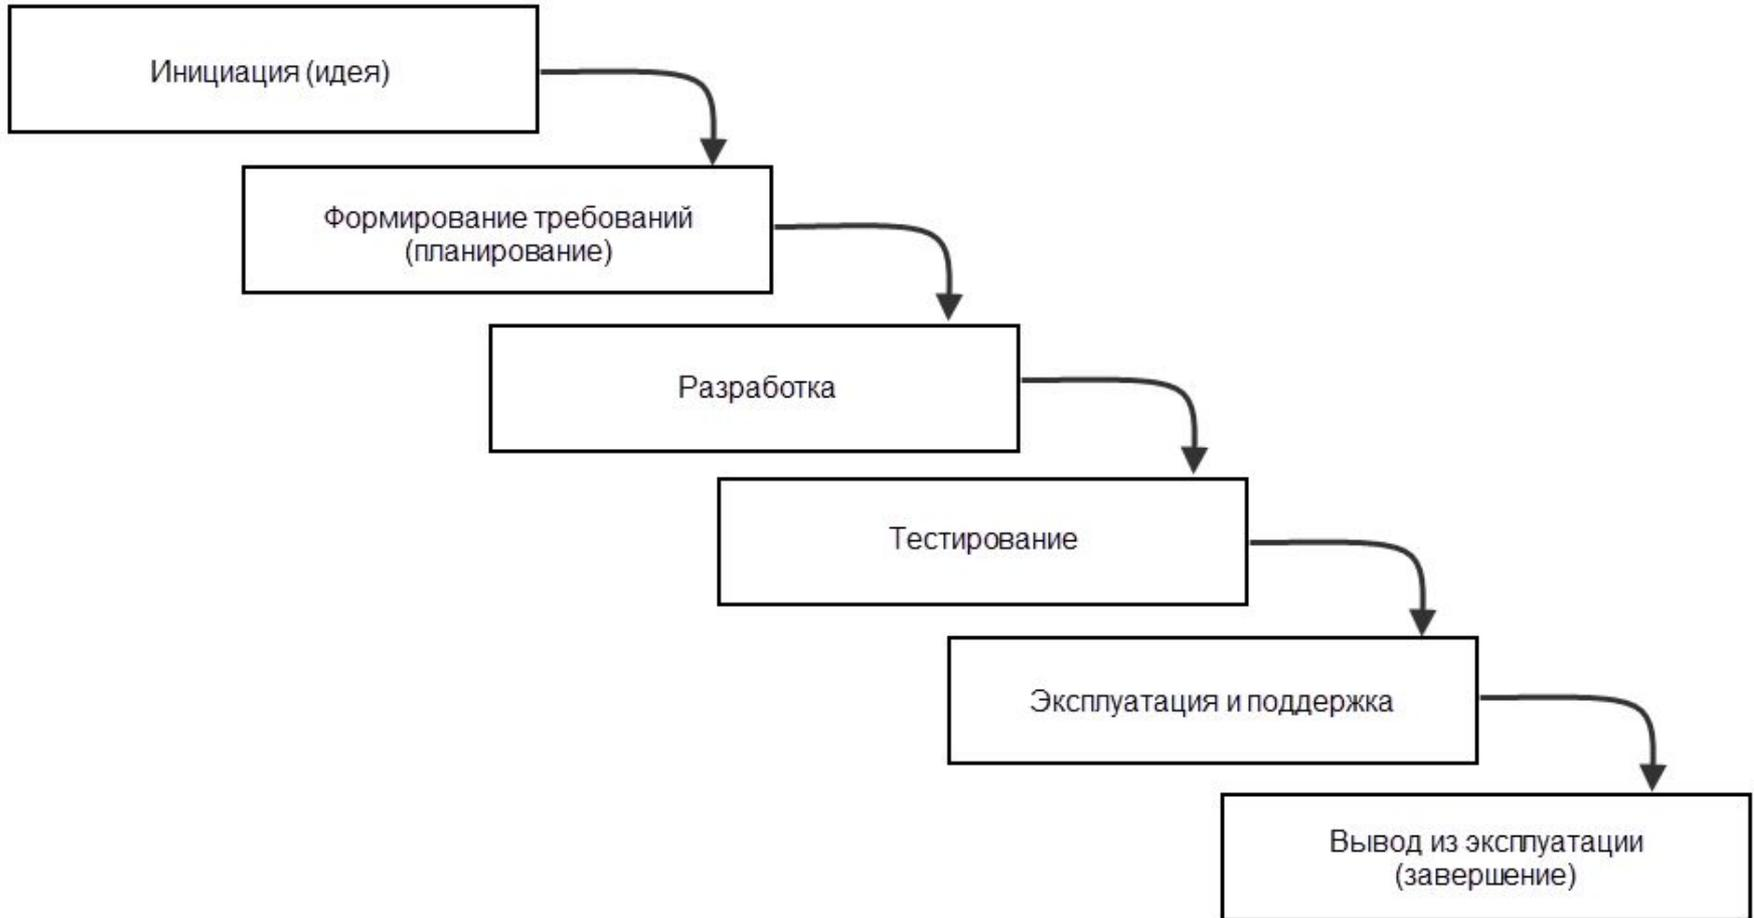 Инициация (идея)
Формирование требований
(планирование)
Разработка
Тестирование
Эксплуатация и поддержка
Вывод из эксплуатации
(завершение)